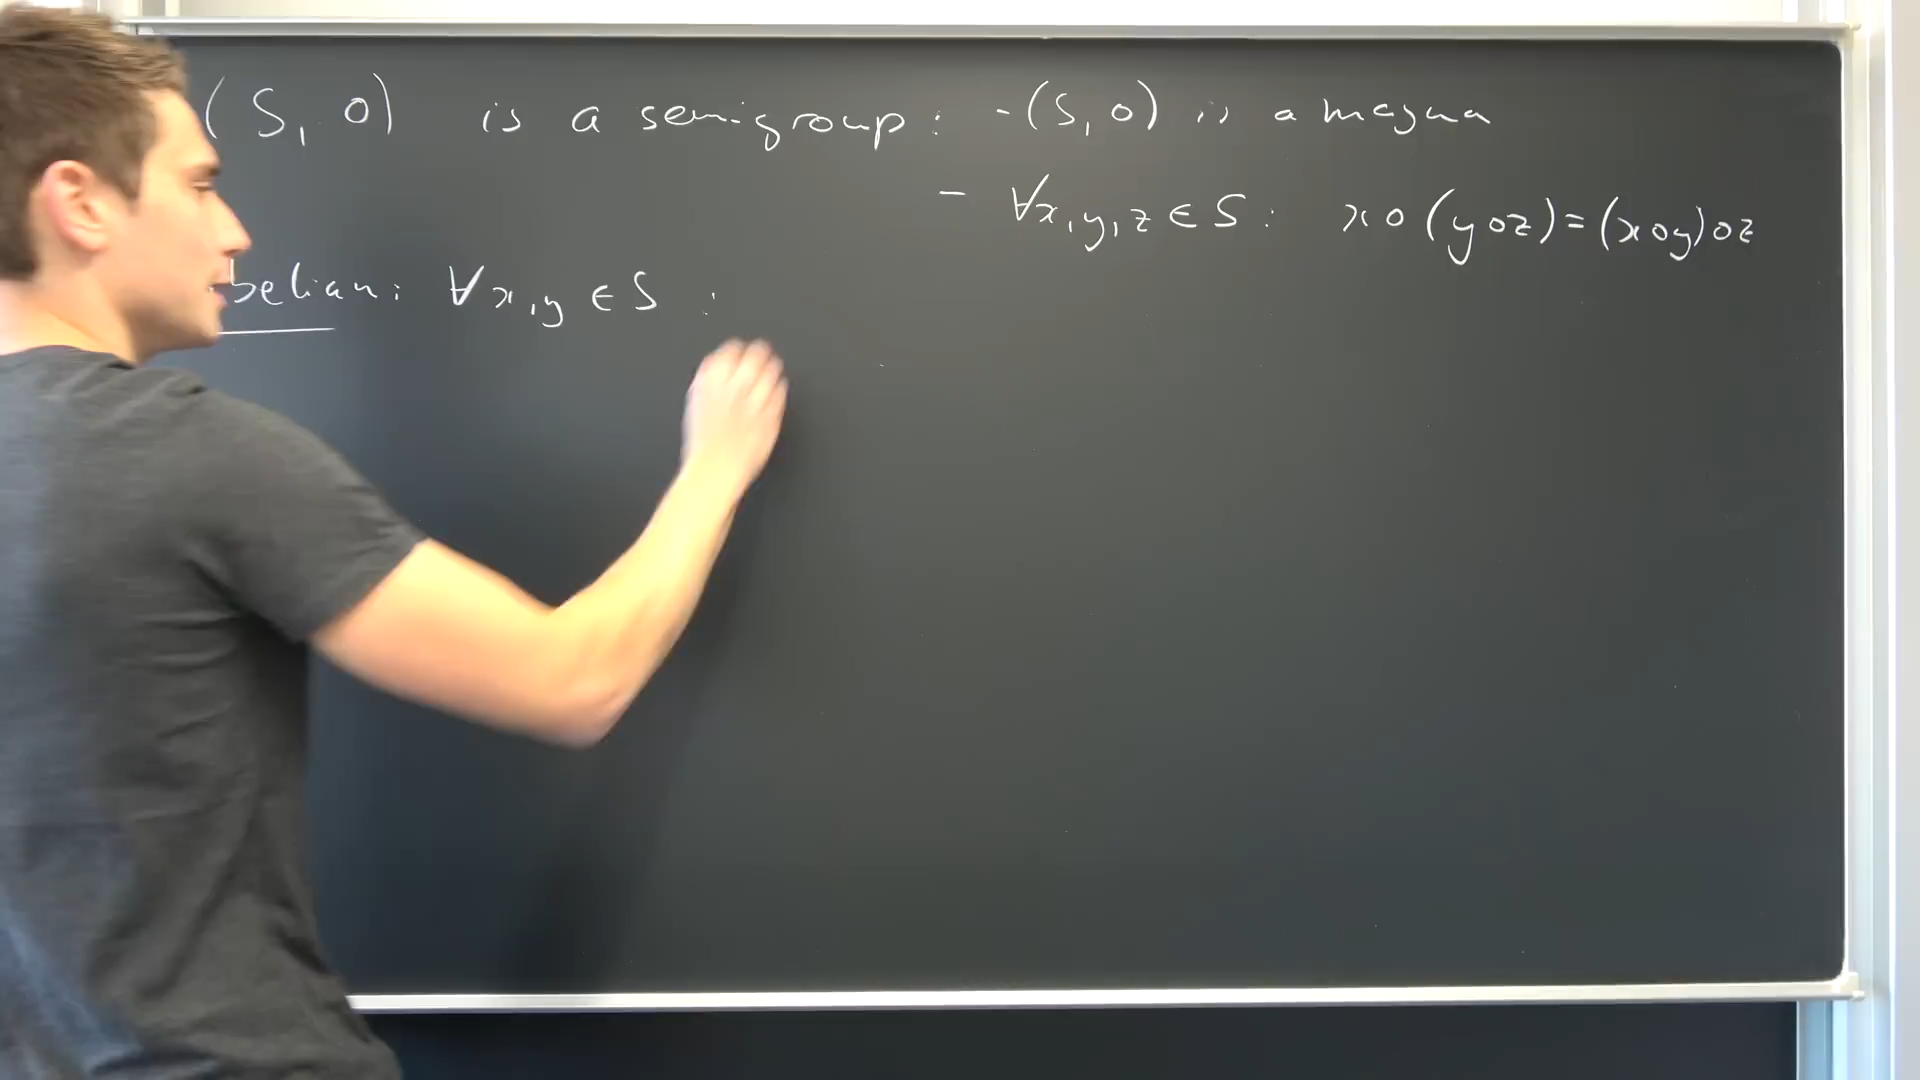 (S, o) is a semigroup: - (S, o) is a magma
- ∀x,y,z ∈ S: x o (y o z) = (x o y) o z
belian: ∀x,y ∈ S :